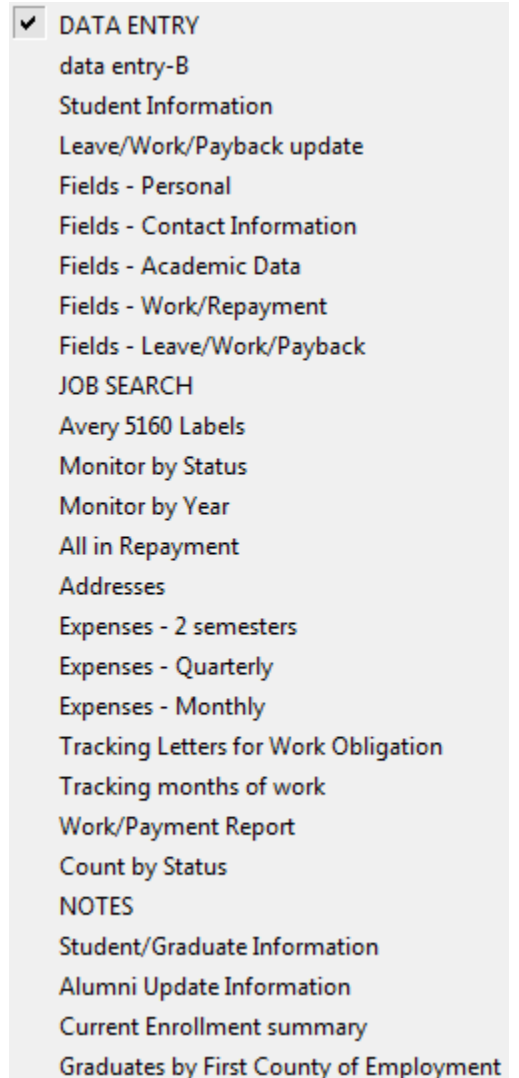 DATA ENTRY
data entry-B
Student Information
Leave/Work/Payback update
Fields - Personal
Fields - Contact Information
Fields - Academic Data
Fields - Work/Repayment
Fields - Leave/Work/Payback
JOB SEARCH
Avery 5160 Labels
Monitor by Status
Monitor by Year
All in Repayment
Addresses
Expenses - 2 semesters
Expenses - Quarterly
Expenses - Monthly
Tracking Letters for Work Obligation
Tracking months of work
Work/Payment Report
Count by Status
NOTES
Student/Graduate Information
Alumni Update Information
Current Enrollment summary
Graduates by First County of Employment